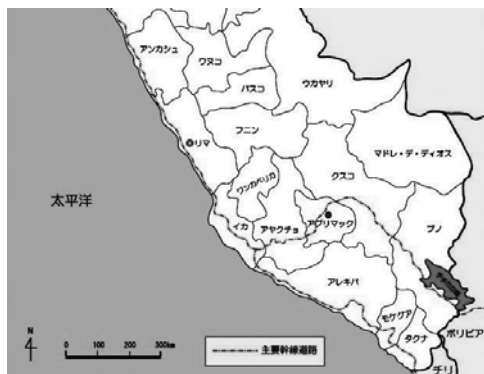 アンカシュ
ワヌコ
ウカヤリ
パスコ
フニン
リマ
マドレ・デ・ディオス
クスコ
ワンカベリカ
太平洋
イカ
アヤクチョ
アプリマック
プノ
アレキパ
モケグア
タクナ
ボリビア
チリ
N
0 100 200 300km
主要幹線道路